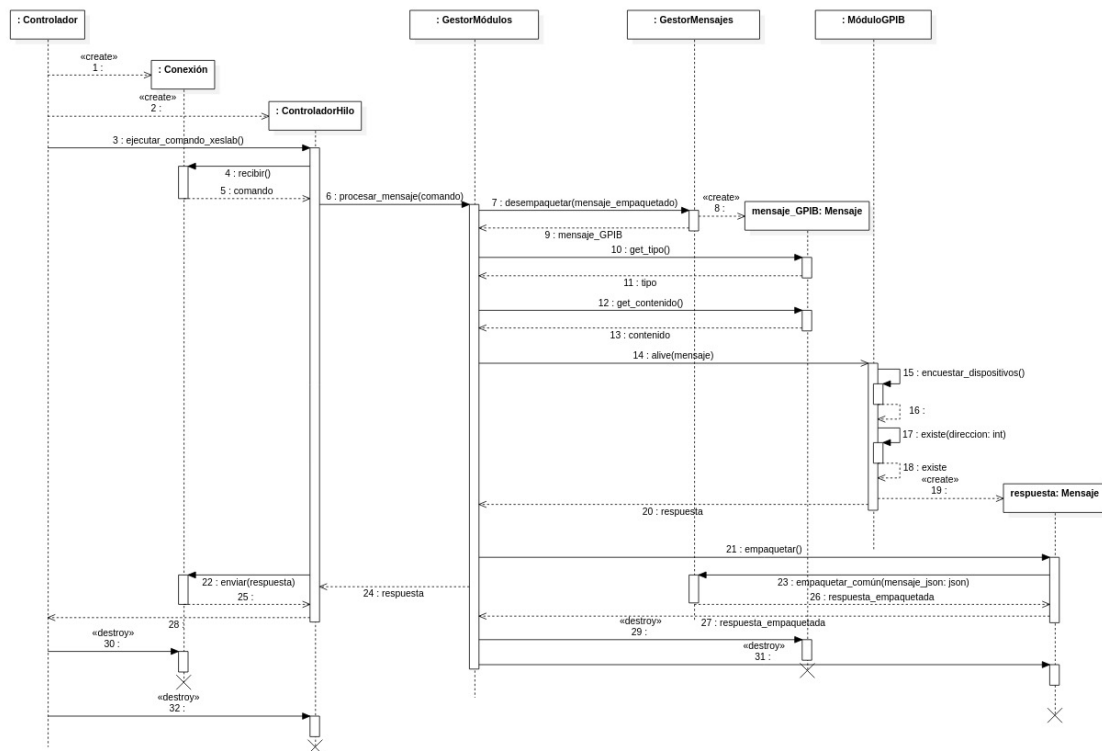 : Controlador
: GestorMódulos
: GestorMensajes
: MóduloGPIB
«create»
1 :
: Conexión
«create»
2 :
: ControladorHilo
3 : ejecutar_comando_xeslab()
4 : recibir()
5 : comando
6 : procesar_mensaje(comando)
7 : desempaquetar(mensaje_empaquetado)
«create»
8 :
mensaje_GPIB: Mensaje
9 : mensaje_GPIB
10 : get_tipo()
11 : tipo
12 : get_contenido()
13 : contenido
14 : alive(mensaje)
15 : encuestar_dispositivos()
16 :
17 : existe(direccion: int)
18 : existe
«create»
19 :
respuesta: Mensaje
20 : respuesta
21 : empaquetar()
22 : enviar(respuesta)
23 : empaquetar_común(mensaje_json: json)
24 : respuesta
25 :
26 : respuesta_empaquetada
27 : respuesta_empaquetada
28 :
«destroy»
29 :
«destroy»
30 :
«destroy»
31 :
«destroy»
32 :